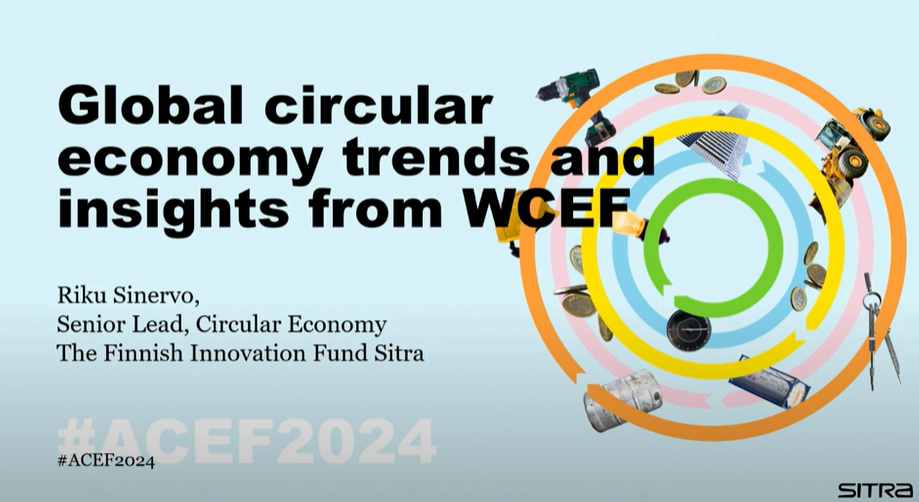 Global circular
economy trends and
insights from WCEF
Riku Sinervo,
Senior Lead, Circular Economy
The Finnish Innovation Fund Sitra
#ACEF2024
#ACEF2024
SITRA